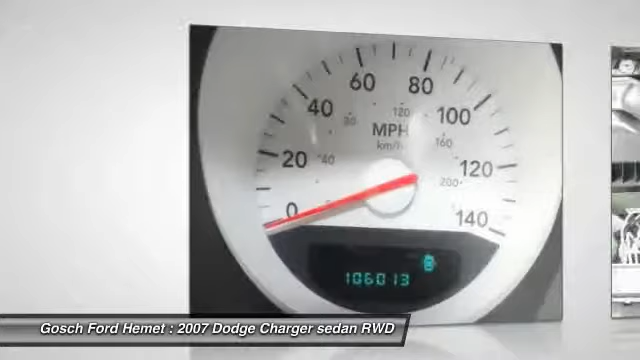 60 80
40 80 120 100
MPH
km/h 160
20 40 120
200
0 140
106013
Gosch Ford Hemet : 2007 Dodge Charger sedan RWD